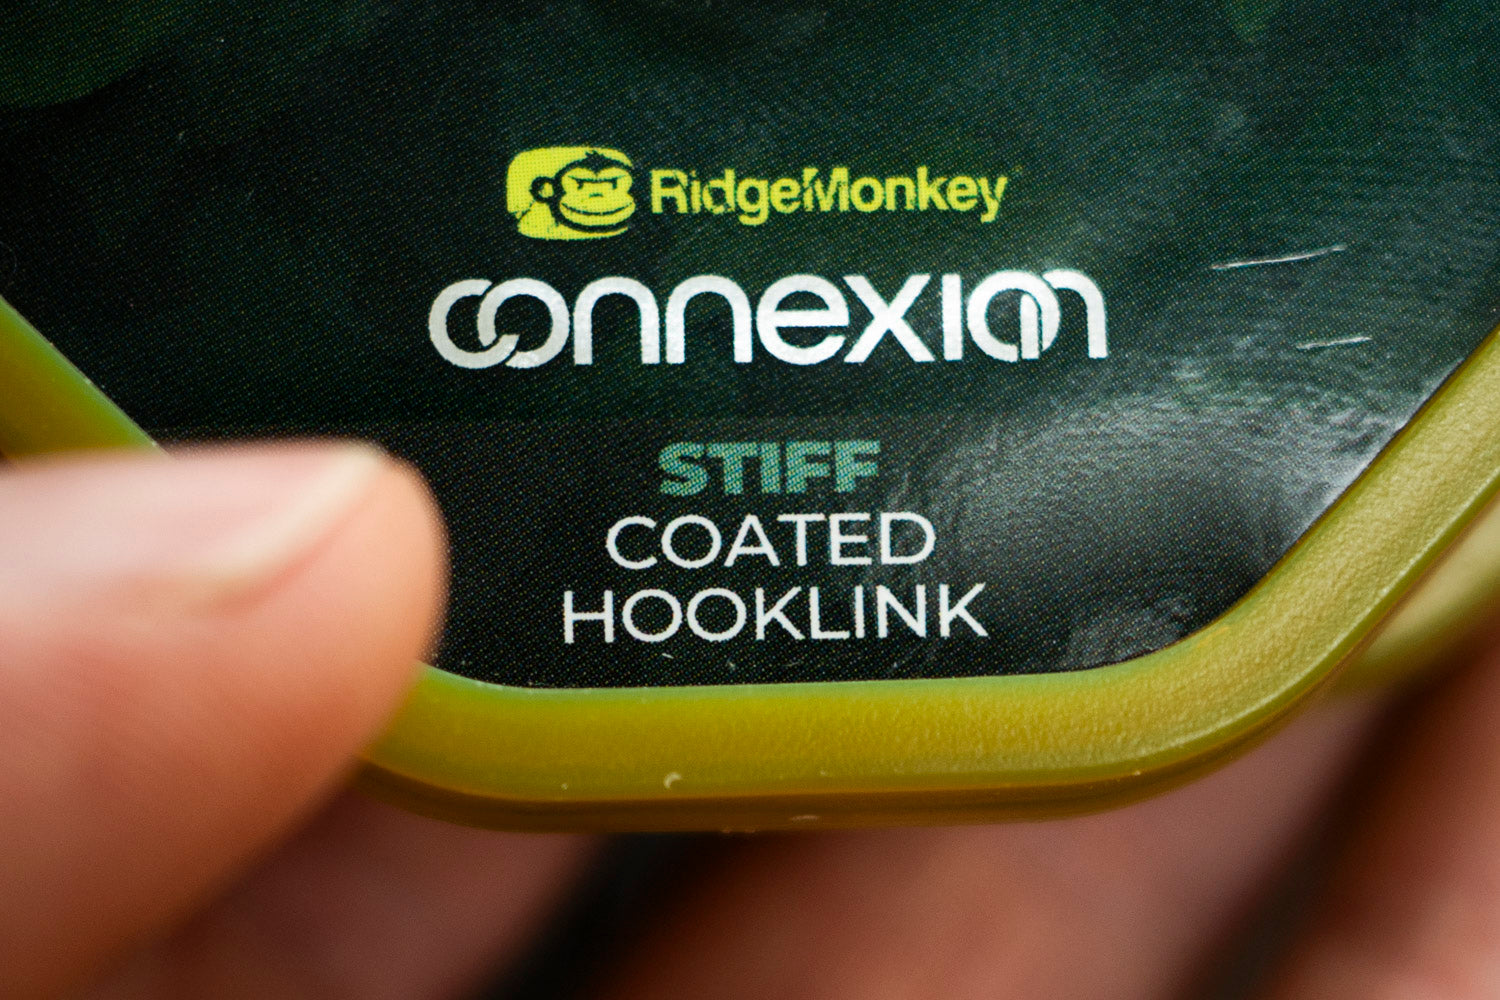 RidgeMonkey
connexion
STIFF
COATED
HOOKLINK